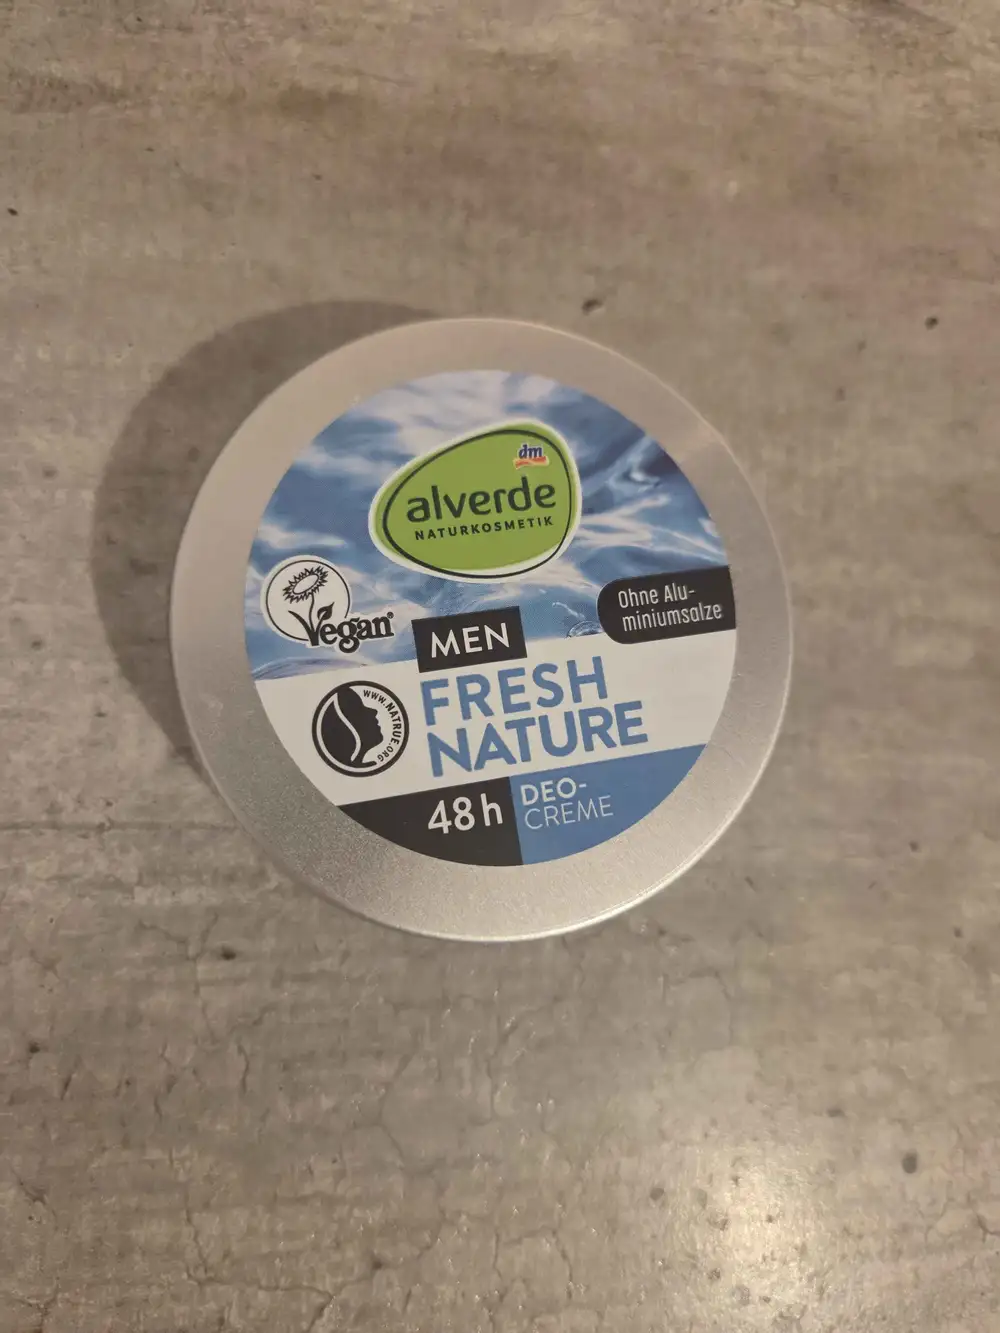 dm
alverde
NATURKOSMETIK
Ohne Alu-
miniumsalze
Vegan
MEN
WWW.NATRUE.ORG
FRESH
NATURE
48 h
DEO-
CREME